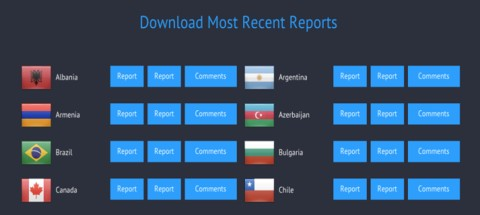 Download Most Recent Reports
Albania Report Report Comments Argentina Report Report Comments
Armenia Report Report Comments Azerbaijan Report Report Comments
Brazil Report Report Comments Bulgaria Report Report Comments
Canada Report Report Comments Chile Report Report Comments